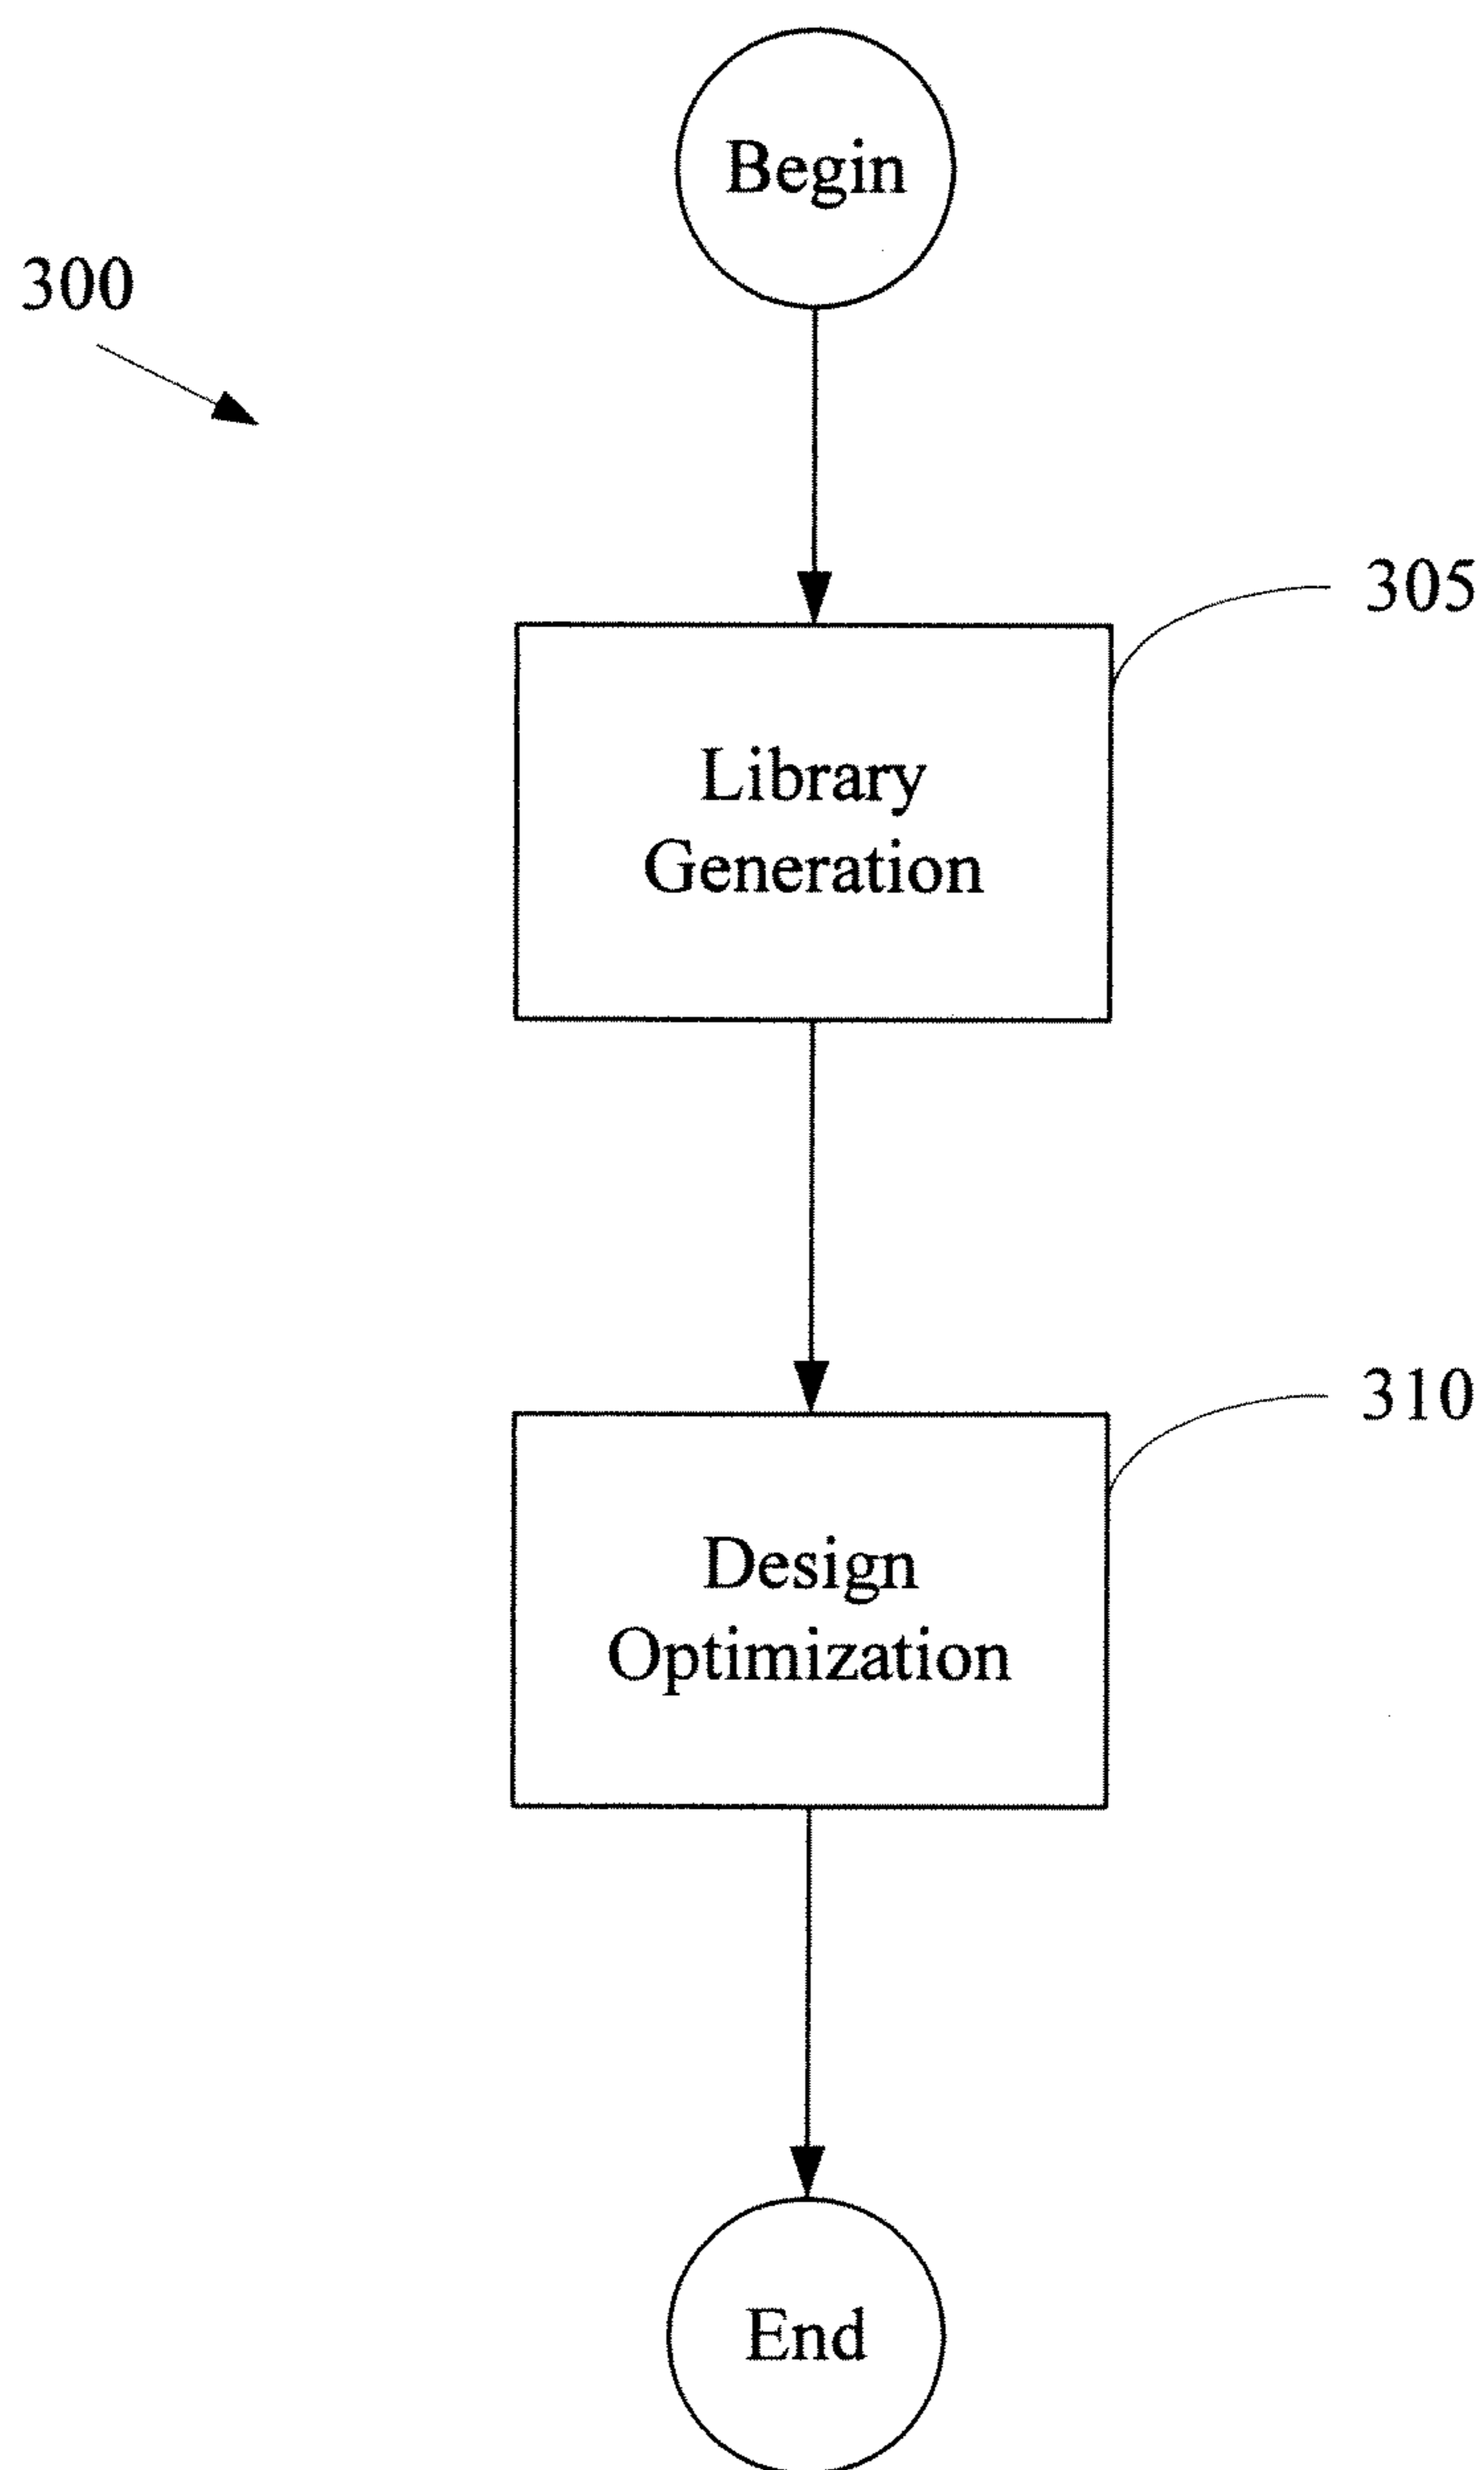 Begin
300
305
Library
Generation
310
Design
Optimization
End